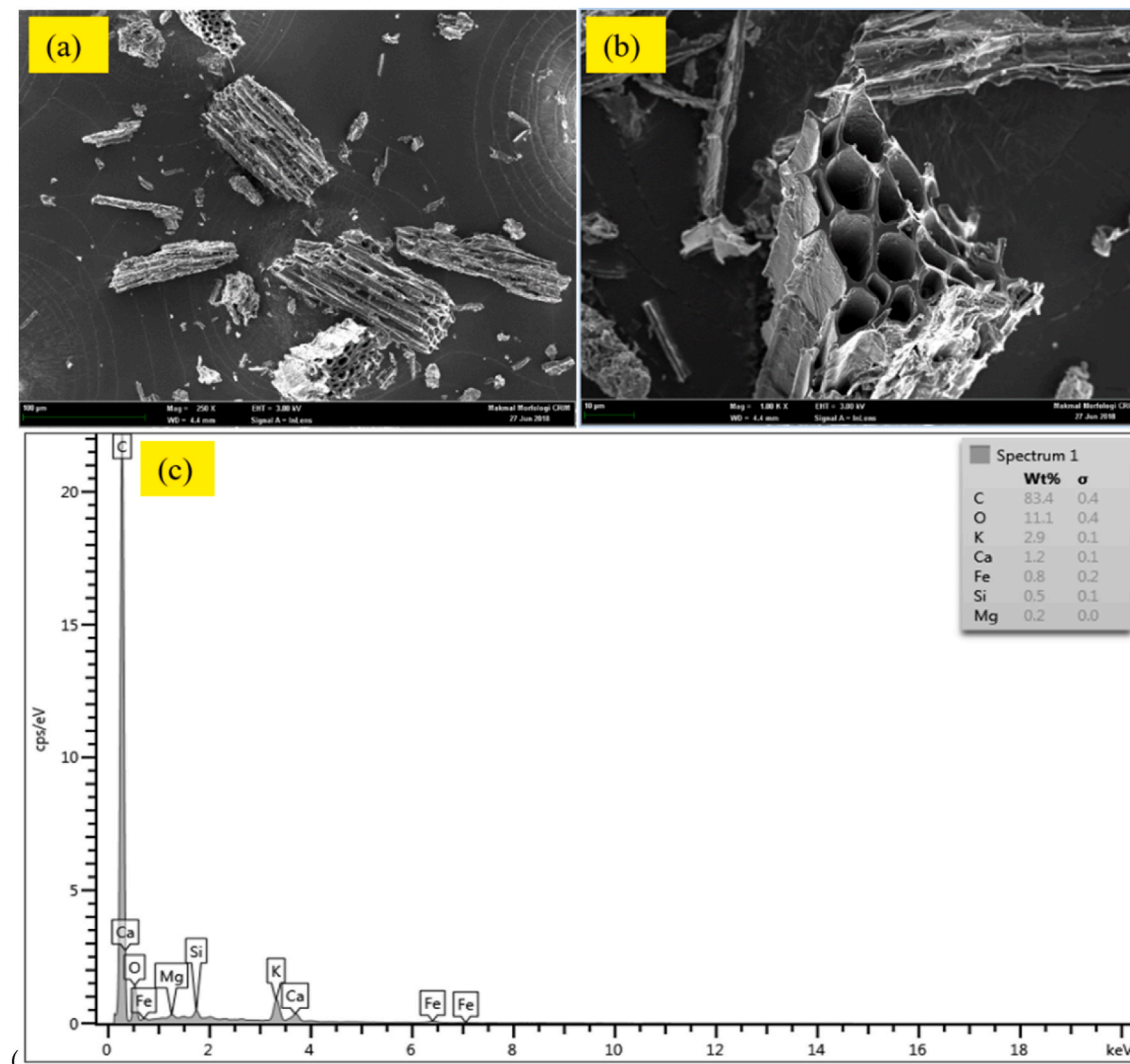 (a)
(b)
100 µm
Mag = 250 X
EHT = 3.00 kV
WD = 4.4 mm
Signal A = InLens
Makmal Morfologi CRIM
27 Jun 2018
10 µm
Mag = 1.00 K X
EHT = 3.00 kV
WD = 4.4 mm
Signal A = InLens
Makmal Morfologi CRI
27 Jun 2018
(c)
Spectrum 1
Wt% σ
C 83.4 0.4
O 11.1 0.4
K 2.9 0.1
Ca 1.2 0.1
Fe 0.8 0.2
Si 0.5 0.1
Mg 0.2 0.0
C
20
15
10
5
0
cps/eV
Ca
O
Fe
Mg
Si
K
Ca
Fe
Fe
0 2 4 6 8 10 12 14 16 18 keV
(